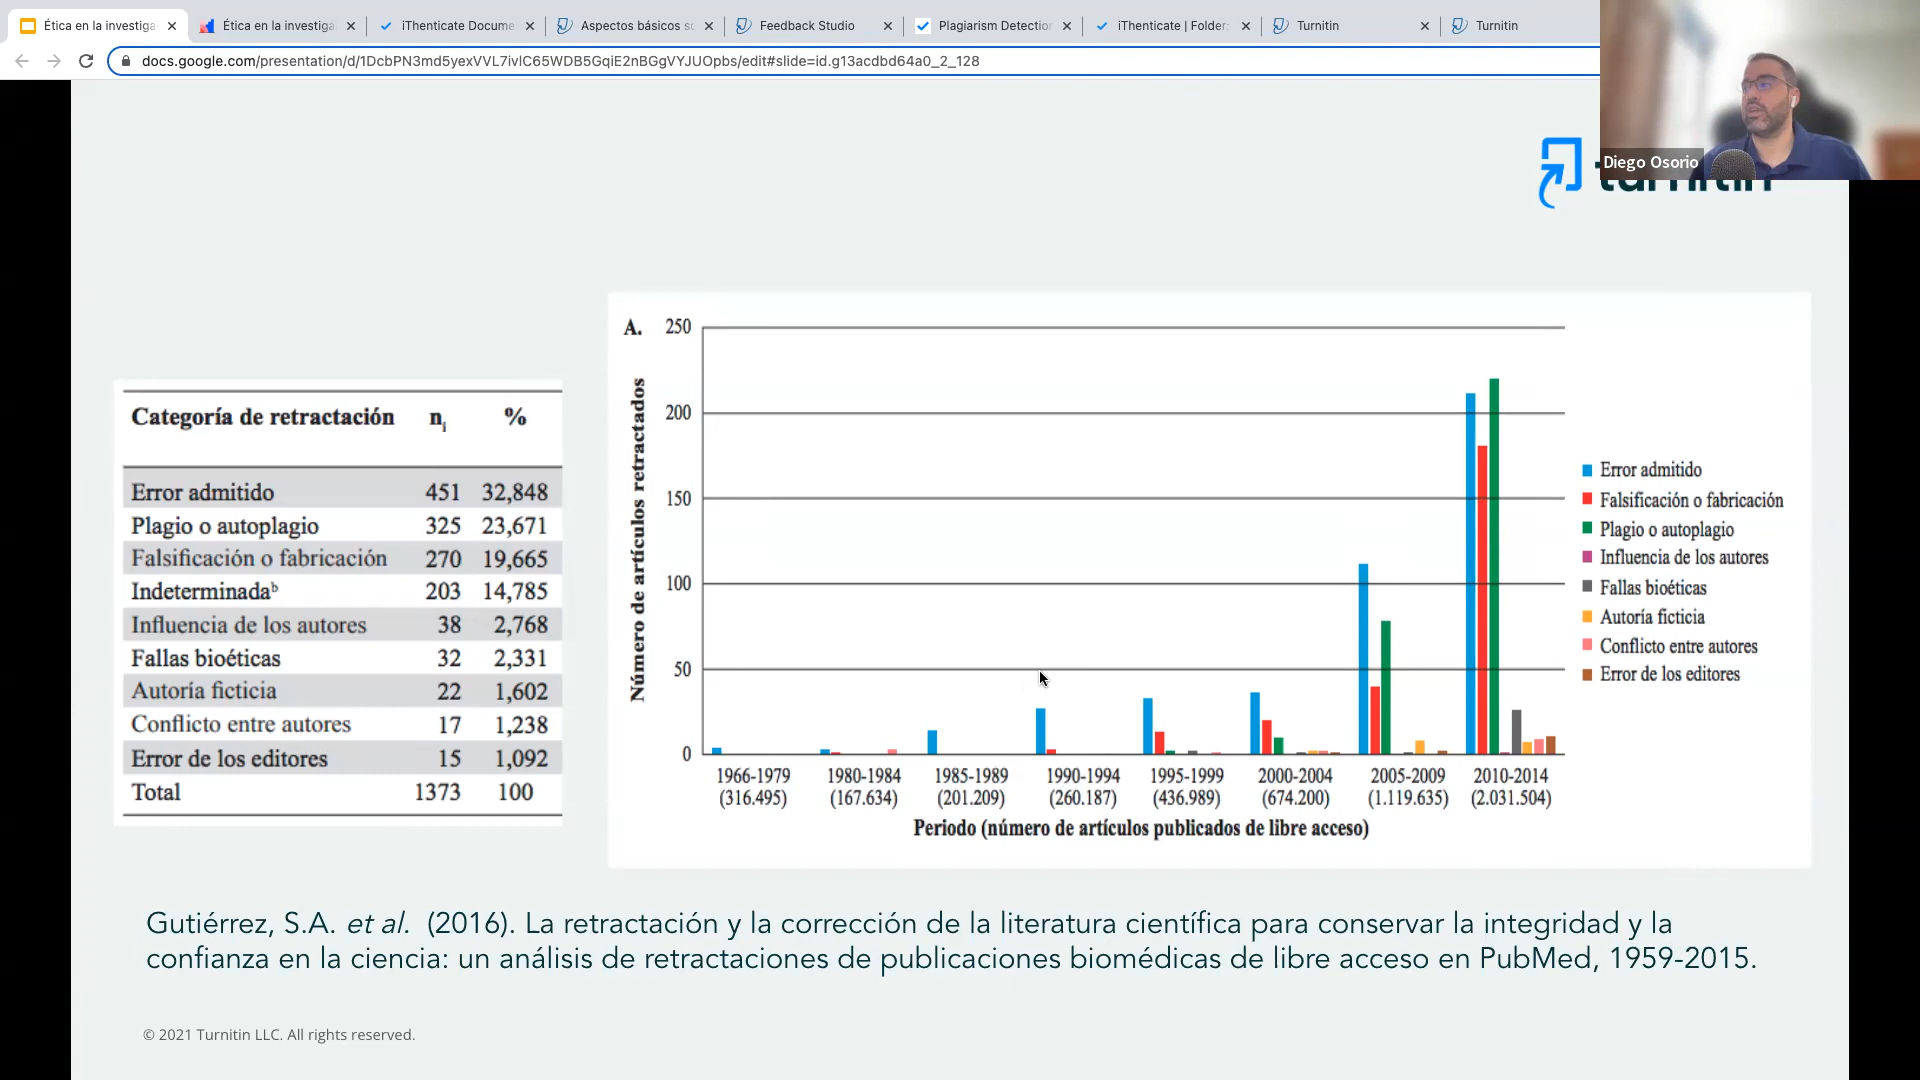 Ética en la investiga
Ética en la investiga
iThenticate Docume
Aspectos básicos so
Feedback Studio
Plagiarism Detection
iThenticate | Folder:
Turnitin
Turnitin
docs.google.com/presentation/d/1DcbPN3md5yexVVL7ivlC65WDB5GqiE2nBGgVYJUOpbs/edit#slide=id.g13acdbd64a0_2_128
Diego Osorio
turnitin
Categoría de retractación ni %
Error admitido 451 32,848
Plagio o autoplagio 325 23,671
Falsificación o fabricación 270 19,665
Indeterminadaᵇ 203 14,785
Influencia de los autores 38 2,768
Fallas bioéticas 32 2,331
Autoría ficticia 22 1,602
Conflicto entre autores 17 1,238
Error de los editores 15 1,092
Total 1373 100
A.
Número de artículos retractados
250
200
150
100
50
0
1966-1979 1980-1984 1985-1989 1990-1994 1995-1999 2000-2004 2005-2009 2010-2014
(316.495) (167.634) (201.209) (260.187) (436.989) (674.200) (1.119.635) (2.031.504)
Periodo (número de artículos publicados de libre acceso)
Error admitido
Falsificación o fabricación
Plagio o autoplagio
Influencia de los autores
Fallas bioéticas
Autoría ficticia
Conflicto entre autores
Error de los editores
Gutiérrez, S.A. et al. (2016). La retractación y la corrección de la literatura científica para conservar la integridad y la
confianza en la ciencia: un análisis de retractaciones de publicaciones biomédicas de libre acceso en PubMed, 1959-2015.
© 2021 Turnitin LLC. All rights reserved.